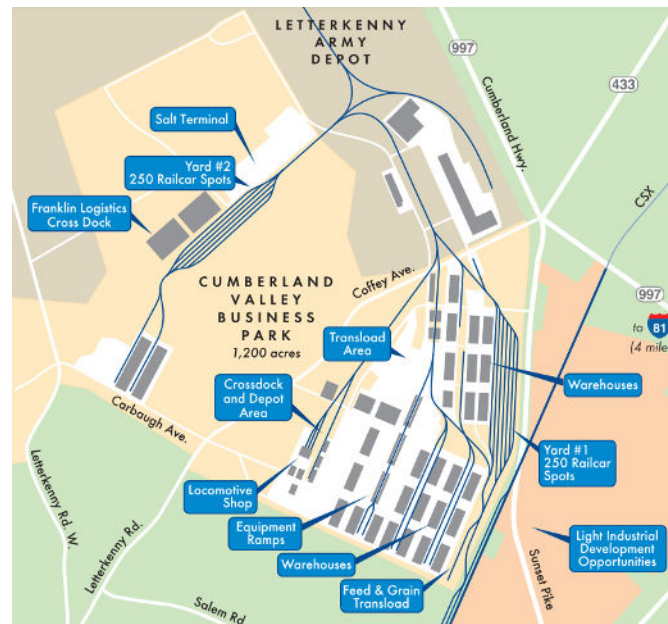 LETTERKENNY
ARMY
DEPOT
997
433
Cumberland Hwy.
Salt Terminal
Yard #2
250 Railcar Spots
Franklin Logistics
Cross Dock
CSX
CUMBERLAND
VALLEY
BUSINESS
PARK
1,200 acres
Coffey Ave.
997
to 81
(4 mile
Transload
Area
Warehouses
Crossdock
and Depot
Area
Carbaugh Ave.
Yard #1
250 Railcar
Spots
Letterkenny Rd. W.
Letterkenny Rd.
Locomotive
Shop
Equipment
Ramps
Warehouses
Light Industrial
Development
Opportunities
Feed & Grain
Transload
Sunset Pike
Salem Rd